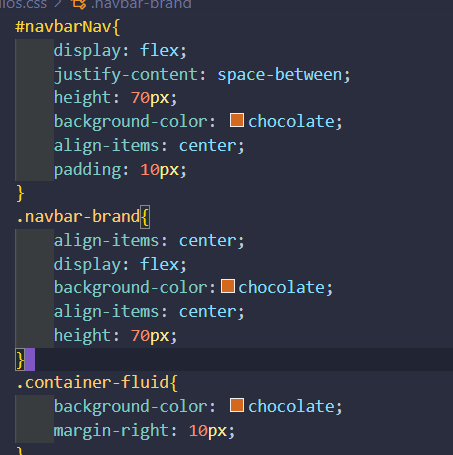 ilos.css > .navbar-brand
#navbarNav{
display: flex;
justify-content: space-between;
height: 70px;
background-color: chocolate;
align-items: center;
padding: 10px;
}
.navbar-brand{
align-items: center;
display: flex;
background-color:chocolate;
align-items: center;
height: 70px;
}
.container-fluid{
background-color: chocolate;
margin-right: 10px;
}